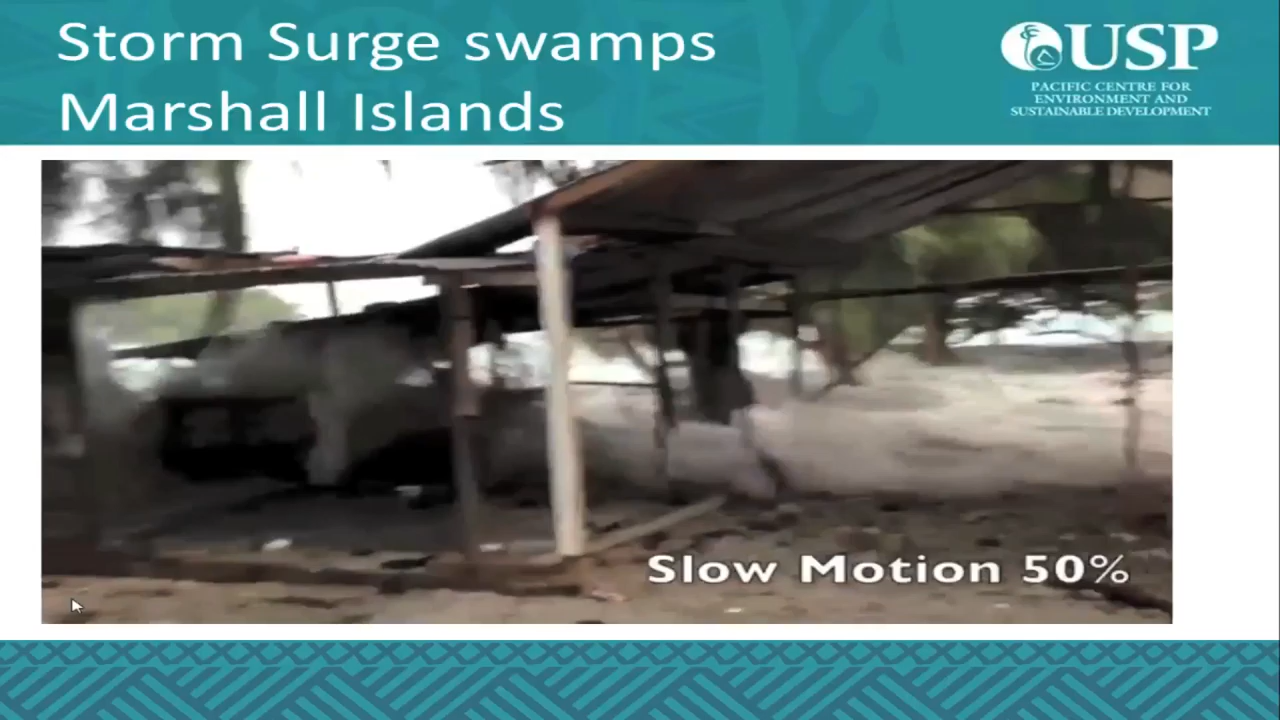 Storm Surge swamps
Marshall Islands
USP
PACIFIC CENTRE FOR
ENVIRONMENT AND
SUSTAINABLE DEVELOPMENT
Slow Motion 50%